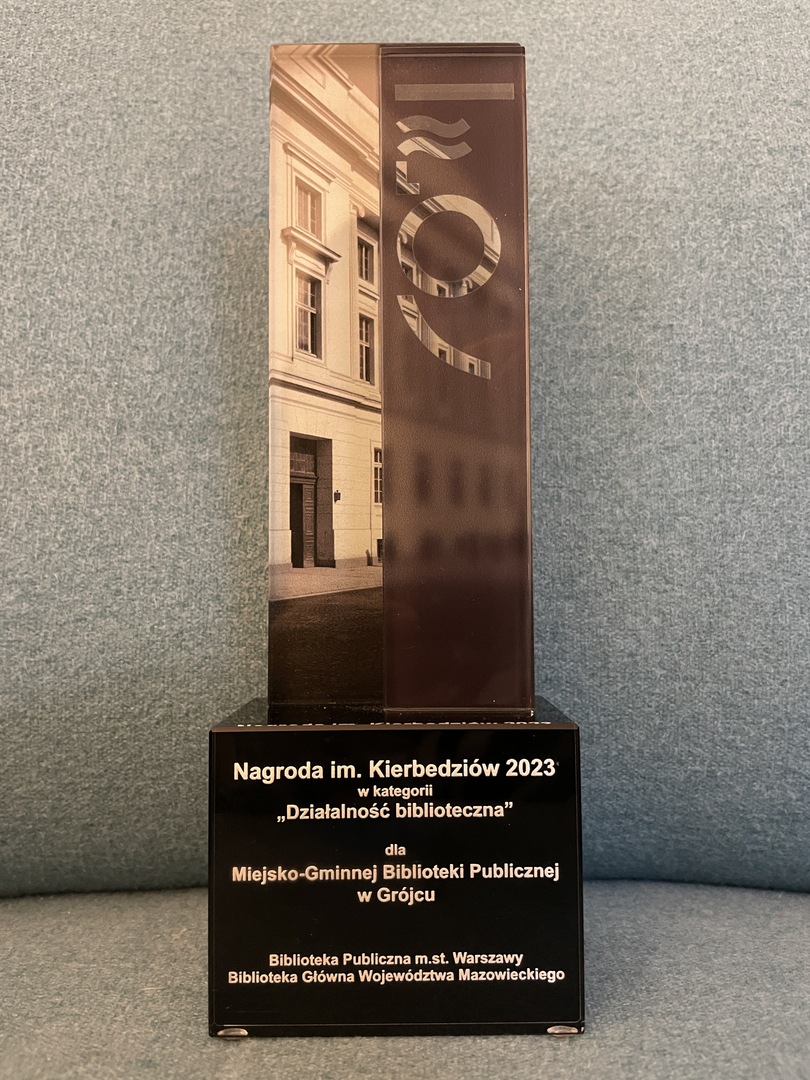 Nagroda im. Kierbedziów 2023
w kategorii
„Działalność biblioteczna”
dla
Miejsko-Gminnej Biblioteki Publicznej
w Grójcu
Biblioteka Publiczna m.st. Warszawy
Biblioteka Główna Województwa Mazowieckiego